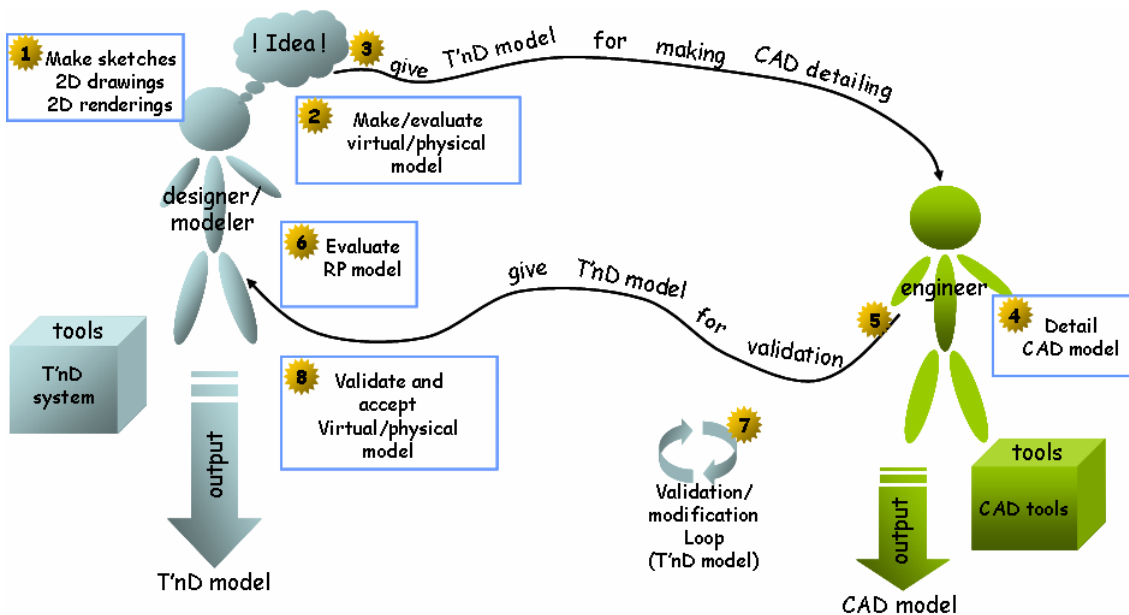 1
Make sketches
2D drawings
2D renderings
! Idea !
3
give T'nD model for making CAD detailing
2
Make/evaluate
virtual/physical
model
designer/
modeler
6
Evaluate
RP model
give T'nD model for validation
5
engineer
4
Detail
CAD model
tools
T'nD
system
8
Validate and
accept
Virtual/physical
model
7
Validation/
modification
Loop
(T'nD model)
tools
CAD tools
output
T'nD model
output
CAD model